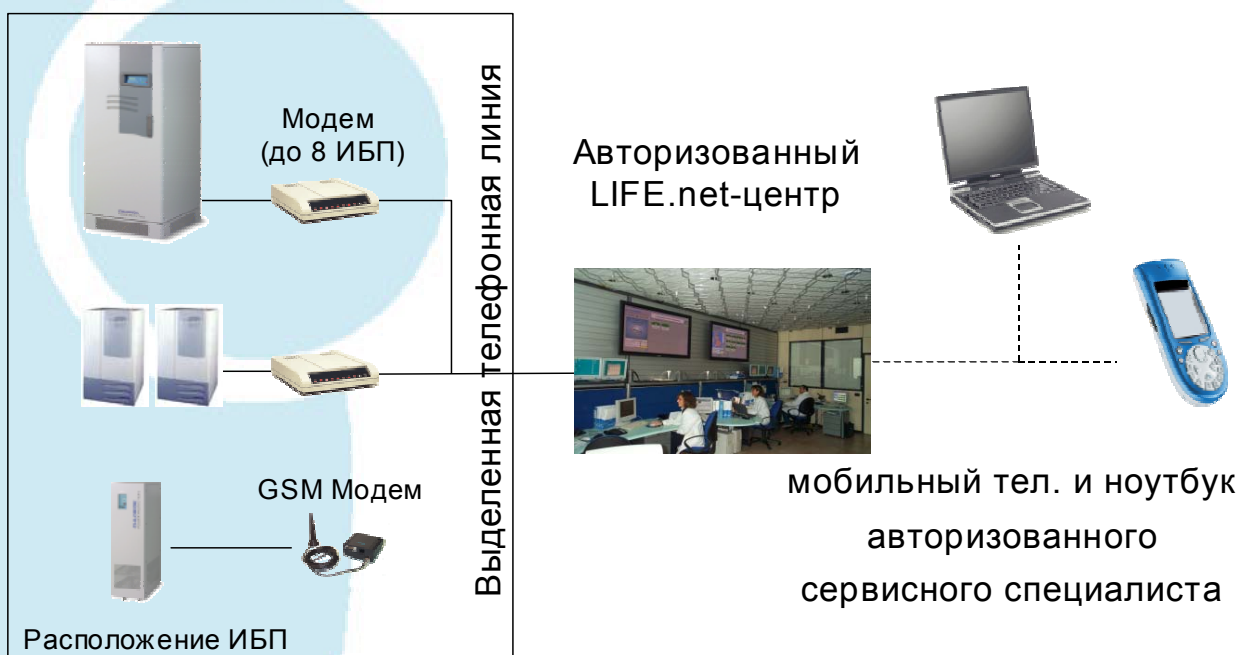 Модем
(до 8 ИБП)
Выделенная телефонная линия
GSM Модем
Расположение ИБП
Авторизованный
LIFE.net-центр
мобильный тел. и ноутбук
авторизованного
сервисного специалиста